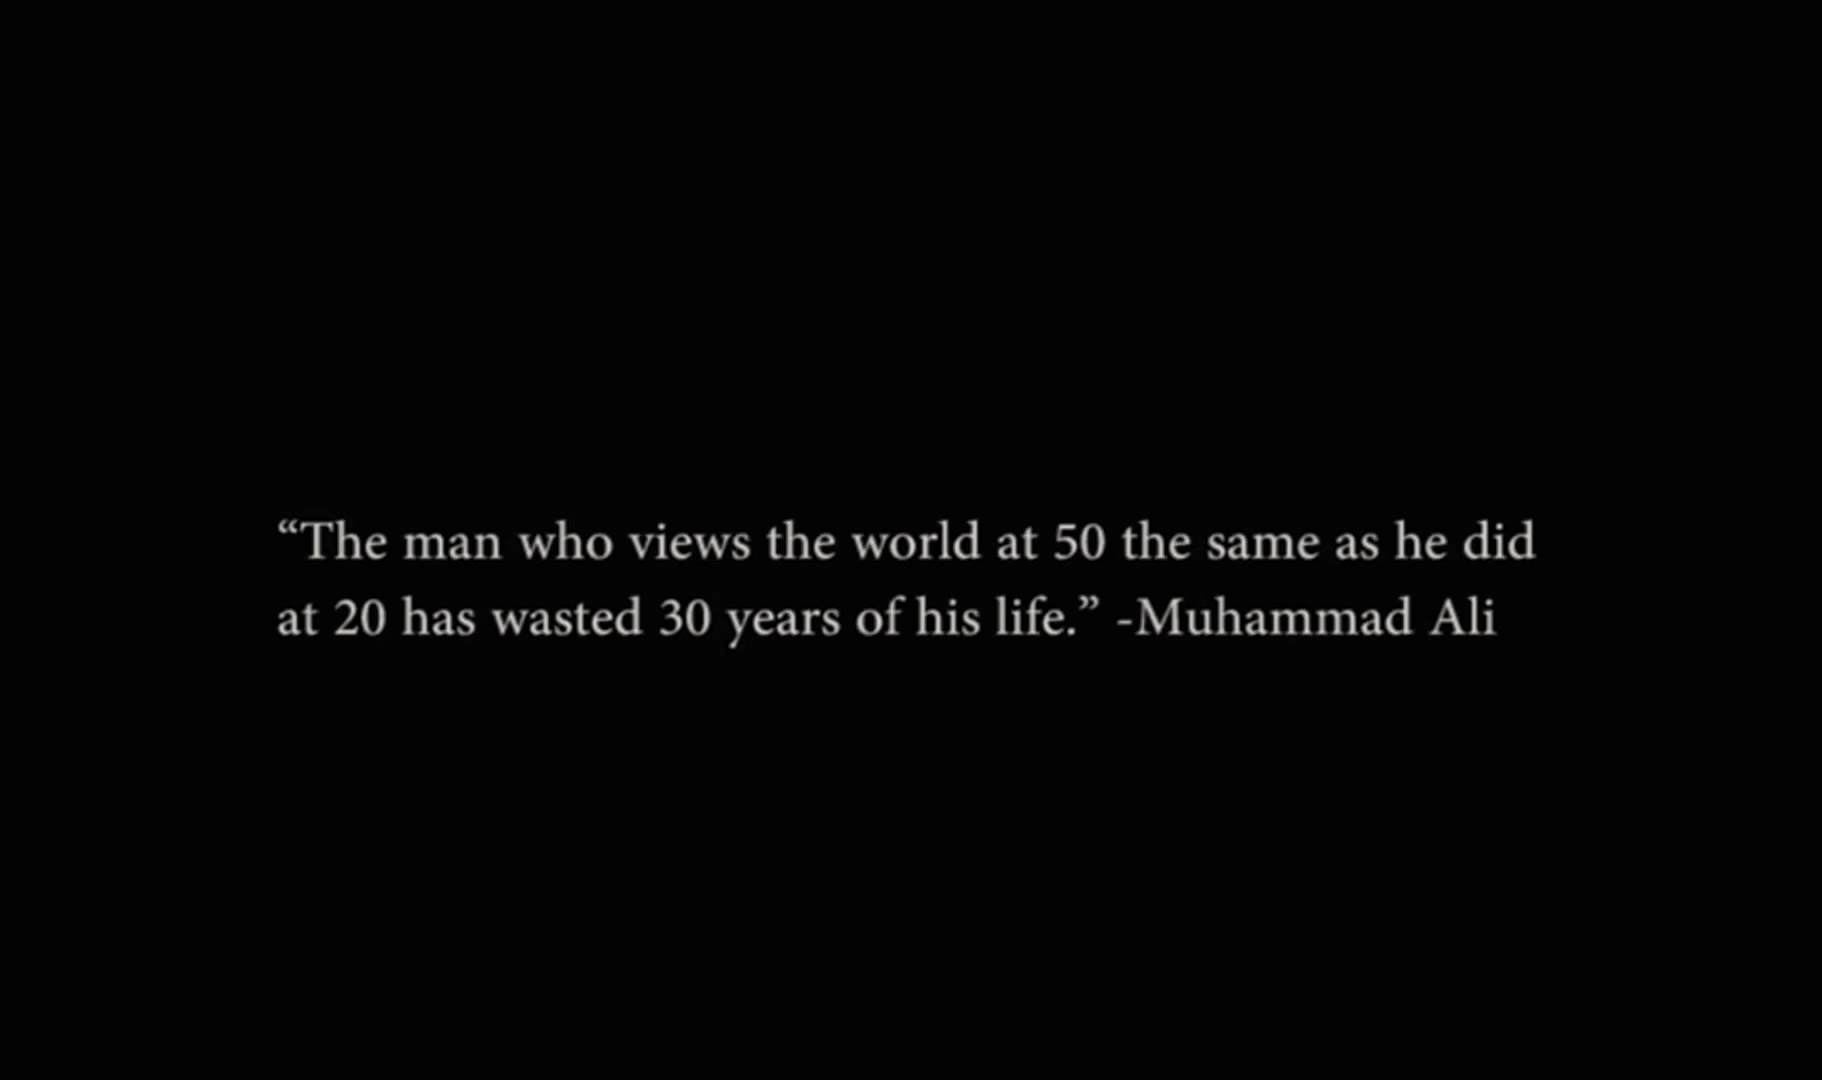 “The man who views the world at 50 the same as he did
at 20 has wasted 30 years of his life.” -Muhammad Ali